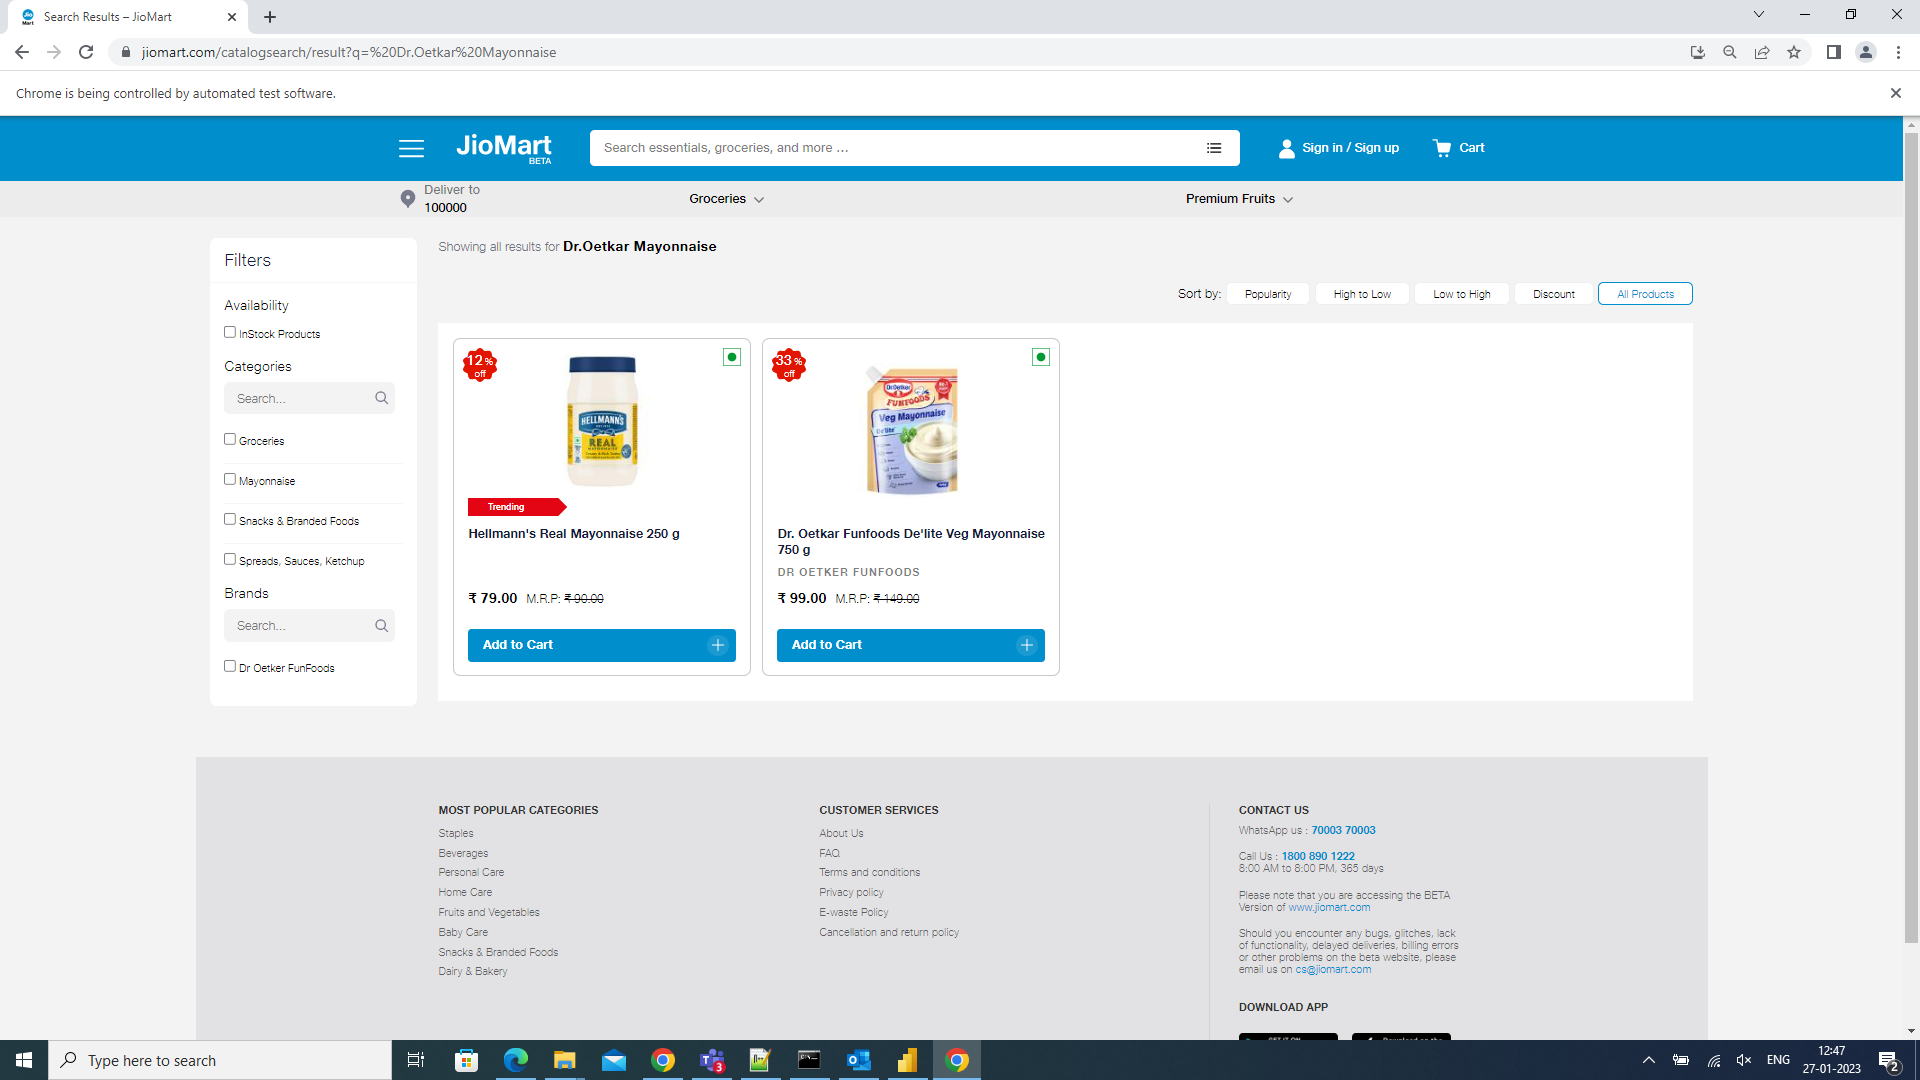 Search Results – JioMart
jiomart.com/catalogsearch/result?q=%20Dr.Oetkar%20Mayonnaise
Chrome is being controlled by automated test software.
JioMart
BETA
Search essentials, groceries, and more ...
Sign in / Sign up
Cart
Deliver to
100000
Groceries
Premium Fruits
Filters
Availability
InStock Products
Categories
Search...
Groceries
Mayonnaise
Snacks & Branded Foods
Spreads, Sauces, Ketchup
Brands
Search...
Dr Oetker FunFoods
Showing all results for Dr.Oetkar Mayonnaise
Sort by: Popularity High to Low Low to High Discount All Products
12 %
off
HELLMANN'S
REAL
Trending
Hellmann's Real Mayonnaise 250 g
₹ 79.00 M.R.P: ₹ 90.00
Add to Cart
33 %
off
Dr.Oetker
FUNFOODS
Veg Mayonnaise
De'lite
Dr. Oetkar Funfoods De'lite Veg Mayonnaise
750 g
DR OETKER FUNFOODS
₹ 99.00 M.R.P: ₹ 149.00
Add to Cart
MOST POPULAR CATEGORIES
Staples
Beverages
Personal Care
Home Care
Fruits and Vegetables
Baby Care
Snacks & Branded Foods
Dairy & Bakery
CUSTOMER SERVICES
About Us
FAQ
Terms and conditions
Privacy policy
E-waste Policy
Cancellation and return policy
CONTACT US
WhatsApp us : 70003 70003
Call Us : 1800 890 1222
8:00 AM to 8:00 PM, 365 days
Please note that you are accessing the BETA
Version of www.jiomart.com
Should you encounter any bugs, glitches, lack
of functionality, delayed deliveries, billing errors
or other problems on the beta website, please
email us on cs@jiomart.com
DOWNLOAD APP
Type here to search
3
ENG
12:47
27-01-2023
2